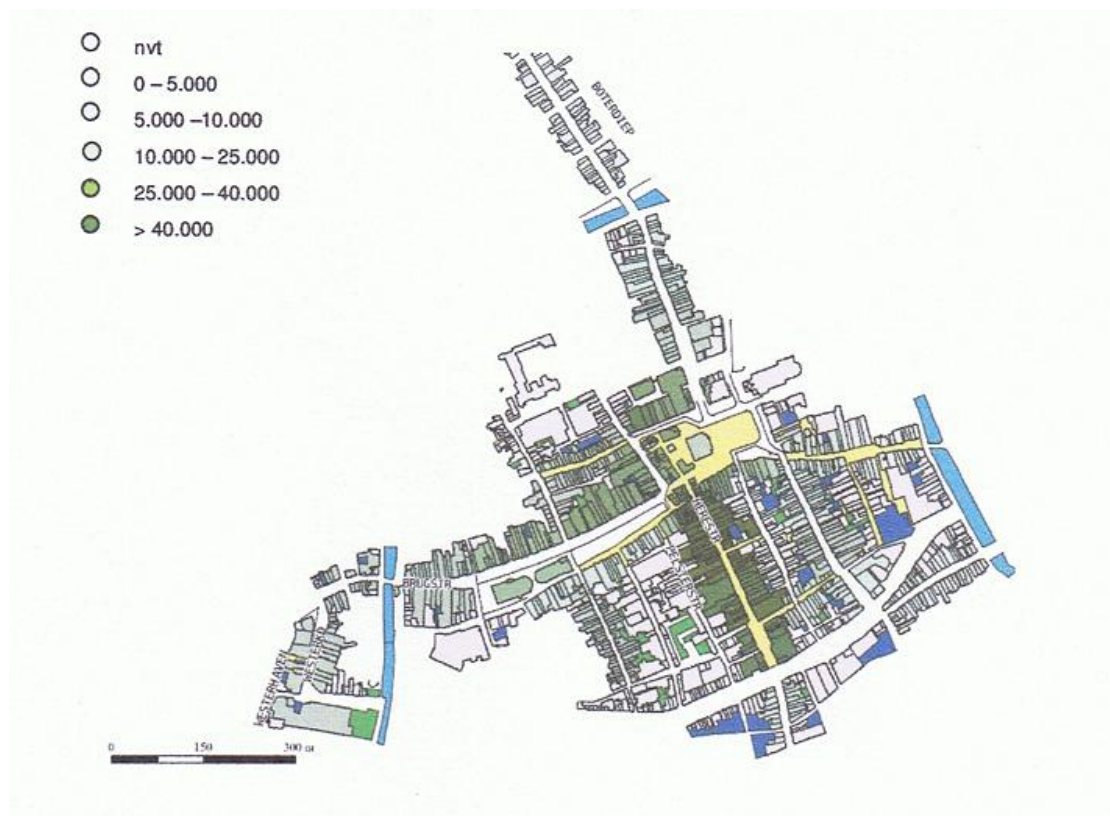 nvt
0 – 5.000
5.000 – 10.000
10.000 – 25.000
25.000 – 40.000
> 40.000
BOTERDIEP
BRUGSTR
WESTERHAVEN
0 150 300 m